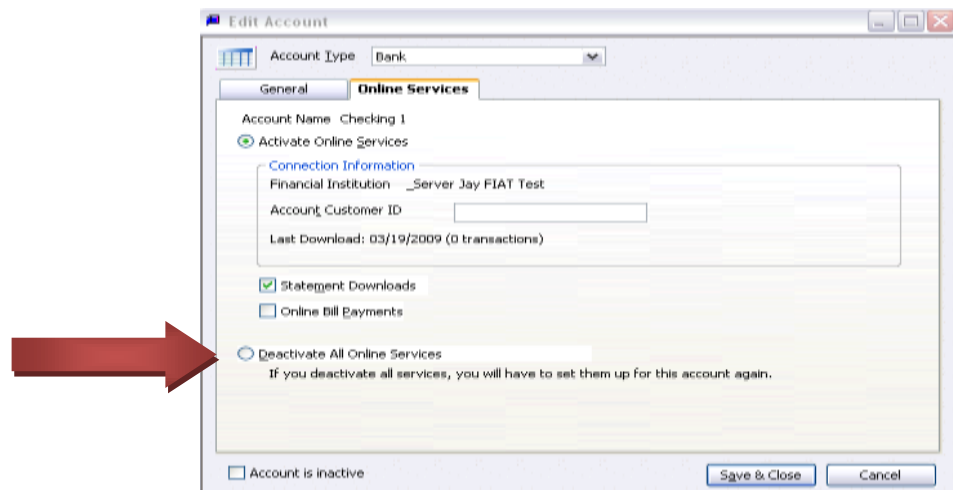 Edit Account
Account Type Bank
General Online Services
Account Name Checking 1
Activate Online Services
Connection Information
Financial Institution _Server Jay FIAT Test
Account Customer ID
Last Download: 03/19/2009 (0 transactions)
Statement Downloads
Online Bill Payments
Deactivate All Online Services
If you deactivate all services, you will have to set them up for this account again.
Account is inactive Save & Close Cancel